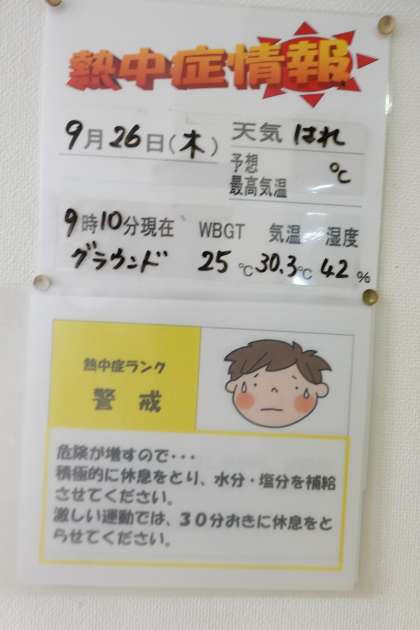 熱中症情報
9月26日(木) 天気 はれ
予想
最高気温 ℃
9時10分現在 WBGT 気温 湿度
グラウンド 25℃ 30.3℃ 42%
熱中症ランク
警戒
危険が増すので・・・
積極的に休息をとり、水分・塩分を補給
させてください。
激しい運動では、30分おきに休息をと
らせてください。